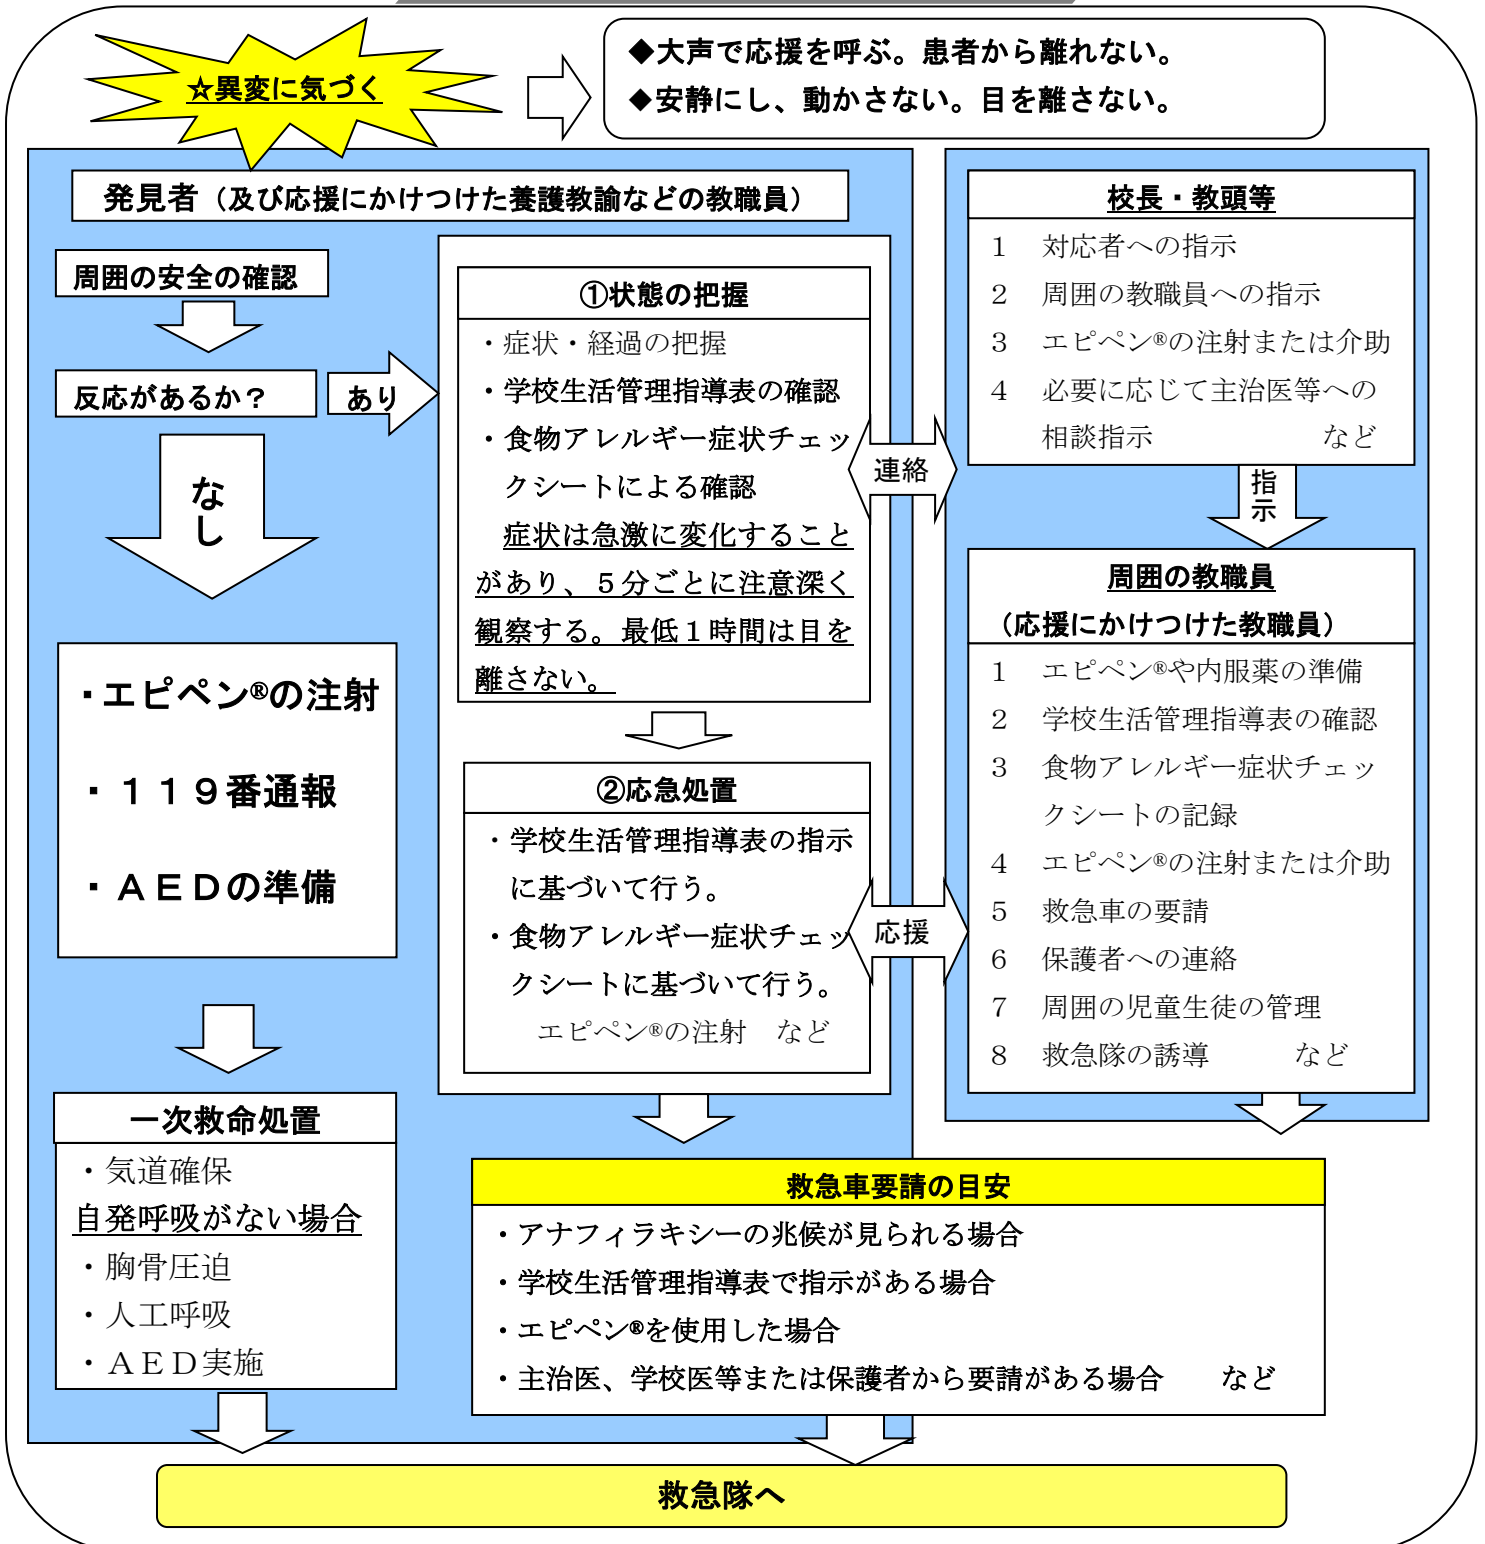 ☆異変に気づく
◆大声で応援を呼ぶ。患者から離れない。
◆安静にし、動かさない。目を離さない。
発見者（及び応援にかけつけた養護教諭などの教職員）
周囲の安全の確認
反応があるか？
あり
なし
・エピペン®の注射
・１１９番通報
・ＡＥＤの準備
一次救命処置
・気道確保
自発呼吸がない場合
・胸骨圧迫
・人工呼吸
・ＡＥＤ実施
①状態の把握
・症状・経過の把握
・学校生活管理指導表の確認
・食物アレルギー症状チェッ
クシートによる確認
症状は急激に変化すること
があり、５分ごとに注意深く
観察する。最低１時間は目を
離さない。
②応急処置
・学校生活管理指導表の指示
に基づいて行う。
・食物アレルギー症状チェッ
クシートに基づいて行う。
エピペン®の注射　など
連絡
応援
校長・教頭等
１　対応者への指示
２　周囲の教職員への指示
３　エピペン®の注射または介助
４　必要に応じて主治医等への
相談指示　　　　　　など
指示
周囲の教職員
（応援にかけつけた教職員）
１　エピペン®や内服薬の準備
２　学校生活管理指導表の確認
３　食物アレルギー症状チェッ
クシートの記録
４　エピペン®の注射または介助
５　救急車の要請
６　保護者への連絡
７　周囲の児童生徒の管理
８　救急隊の誘導　　　など
救急車要請の目安
・アナフィラキシーの兆候が見られる場合
・学校生活管理指導表で指示がある場合
・エピペン®を使用した場合
・主治医、学校医等または保護者から要請がある場合　　など
救急隊へ